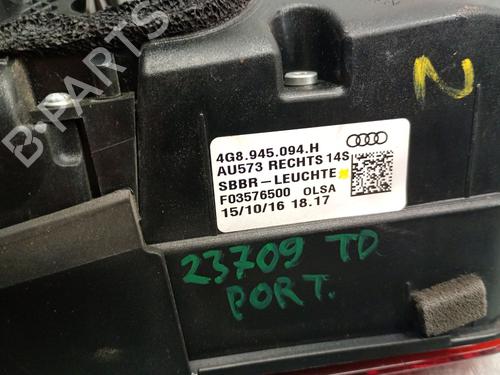 B-PARTS
N
4G8.945.094.H
AU573 RECHTS 14S
SBBR-LEUCHTE
F03576500 OLSA
15/10/16 18.17
23709 TD
PORT.